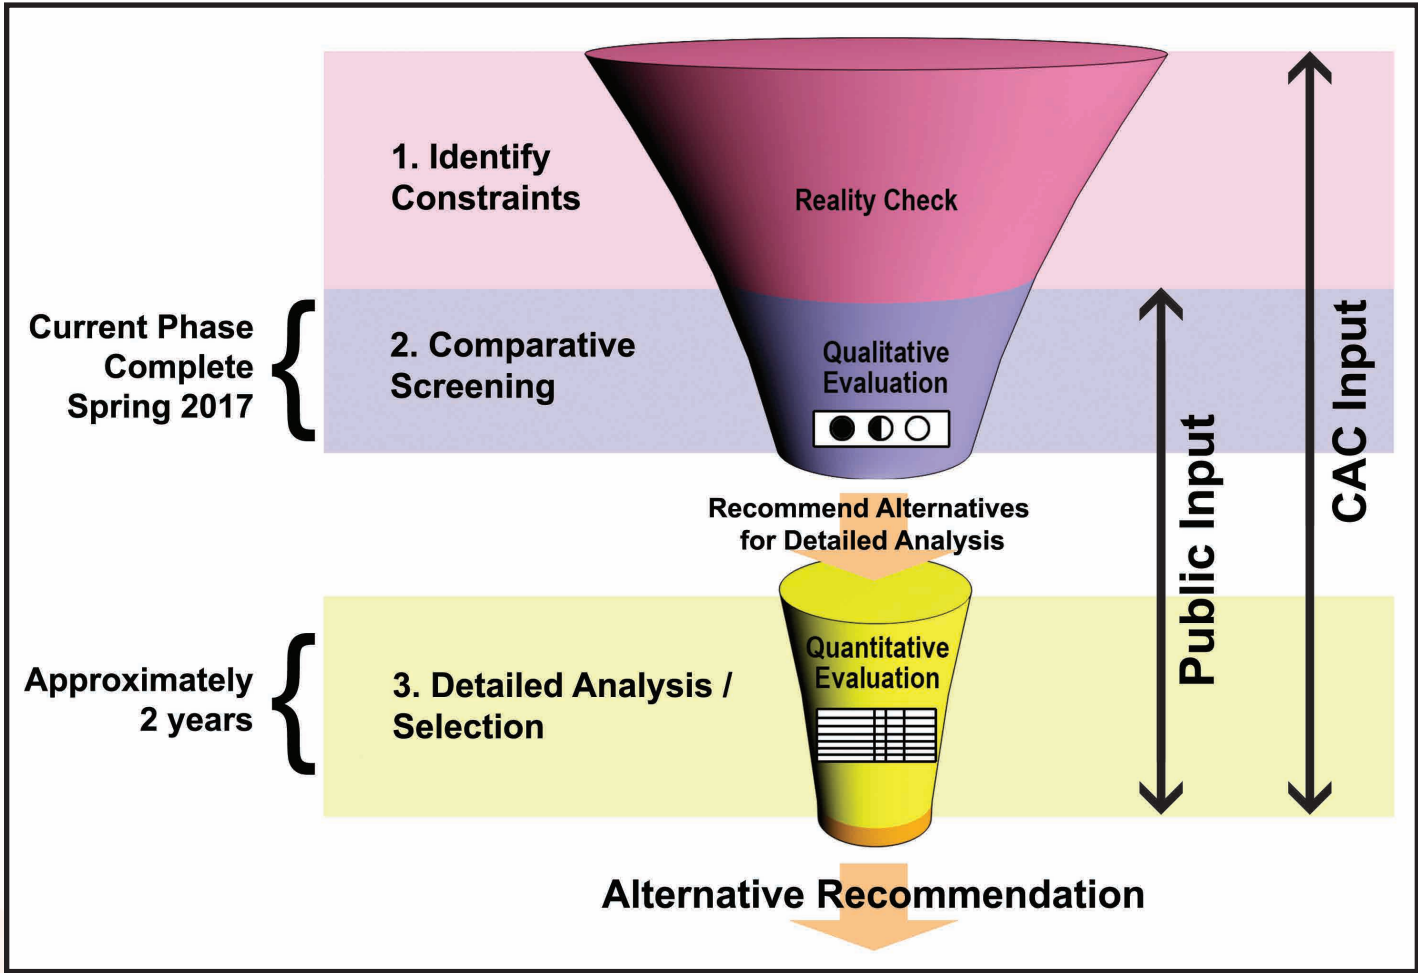 1. Identify
Constraints
Reality Check
Current Phase
Complete
Spring 2017
2. Comparative
Screening
Qualitative
Evaluation
Recommend Alternatives
for Detailed Analysis
Approximately
2 years
3. Detailed Analysis /
Selection
Quantitative
Evaluation
Public Input
CAC Input
Alternative Recommendation